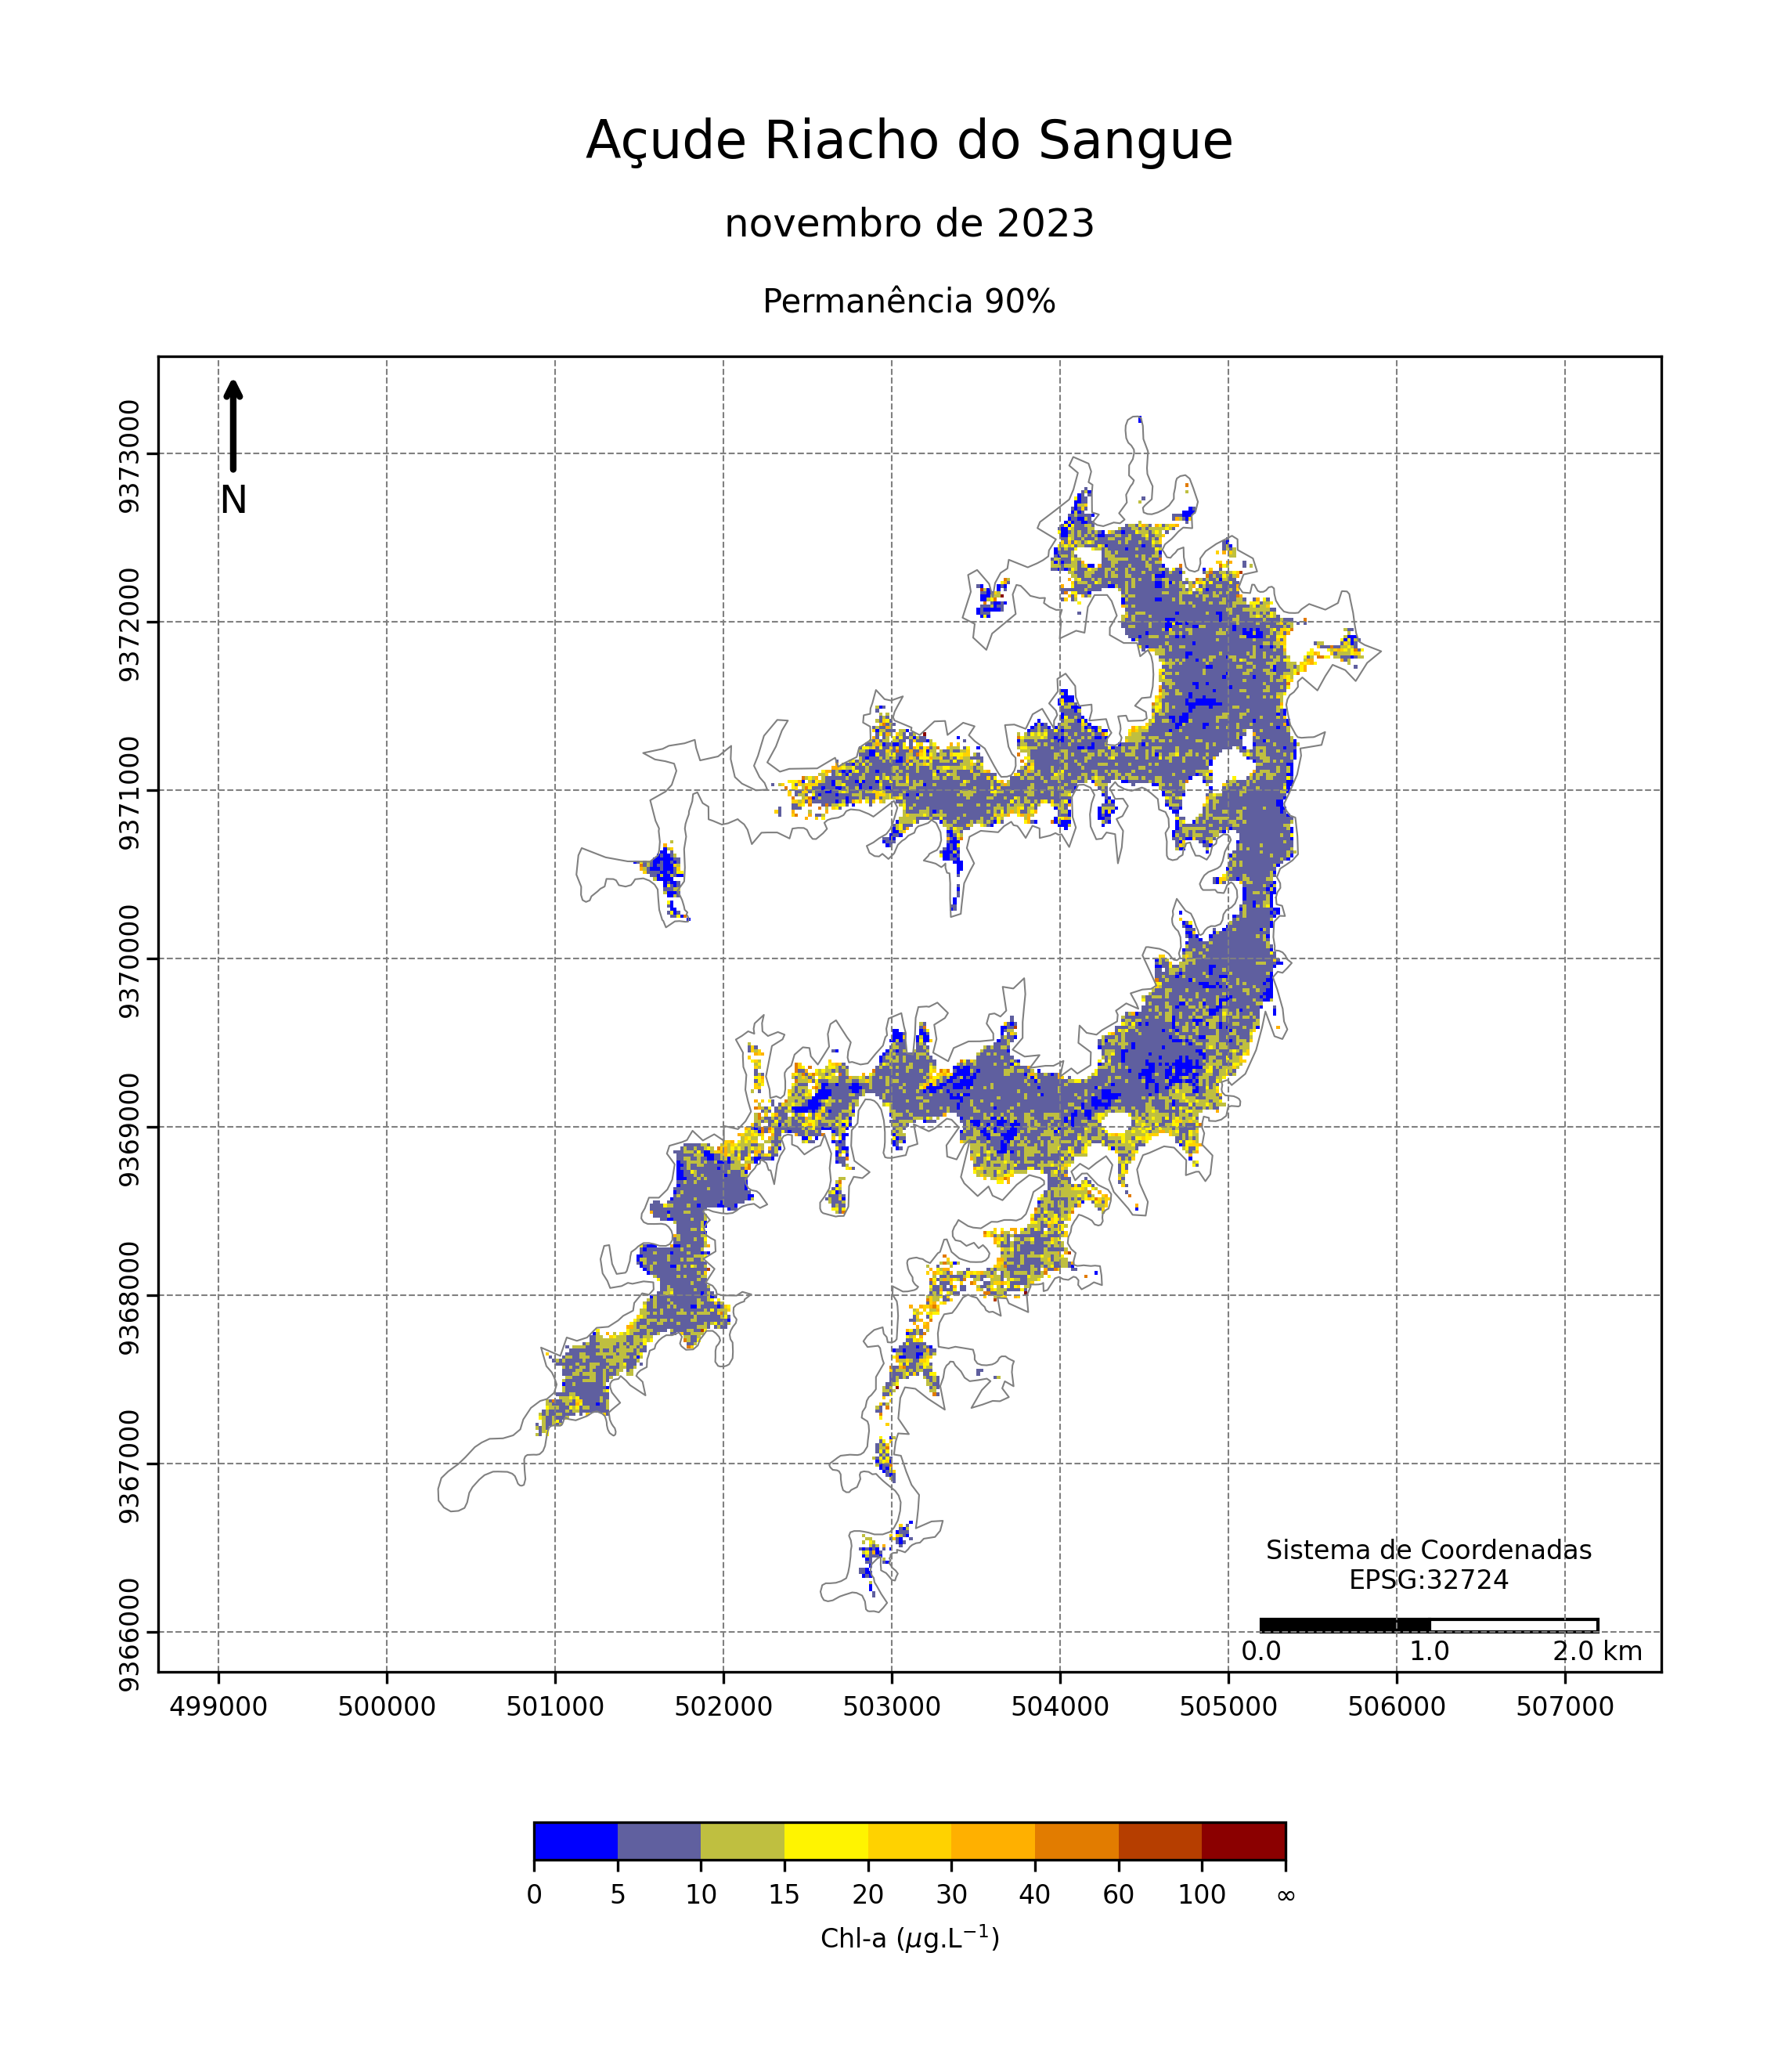 Açude Riacho do Sangue
novembro de 2023
Permanência 90%
N
9373000
9372000
9371000
9370000
9369000
9368000
9367000
9366000
Sistema de Coordenadas
EPSG:32724
0.0 1.0 2.0 km
499000 500000 501000 502000 503000 504000 505000 506000 507000
0 5 10 15 20 30 40 60 100 ∞
Chl-a (μg.L⁻¹)